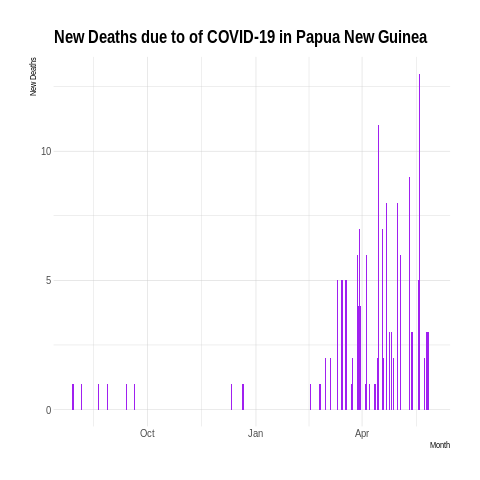 New Deaths due to of COVID-19 in Papua New Guinea
New Deaths
10
5
0
Oct
Jan
Apr
Month